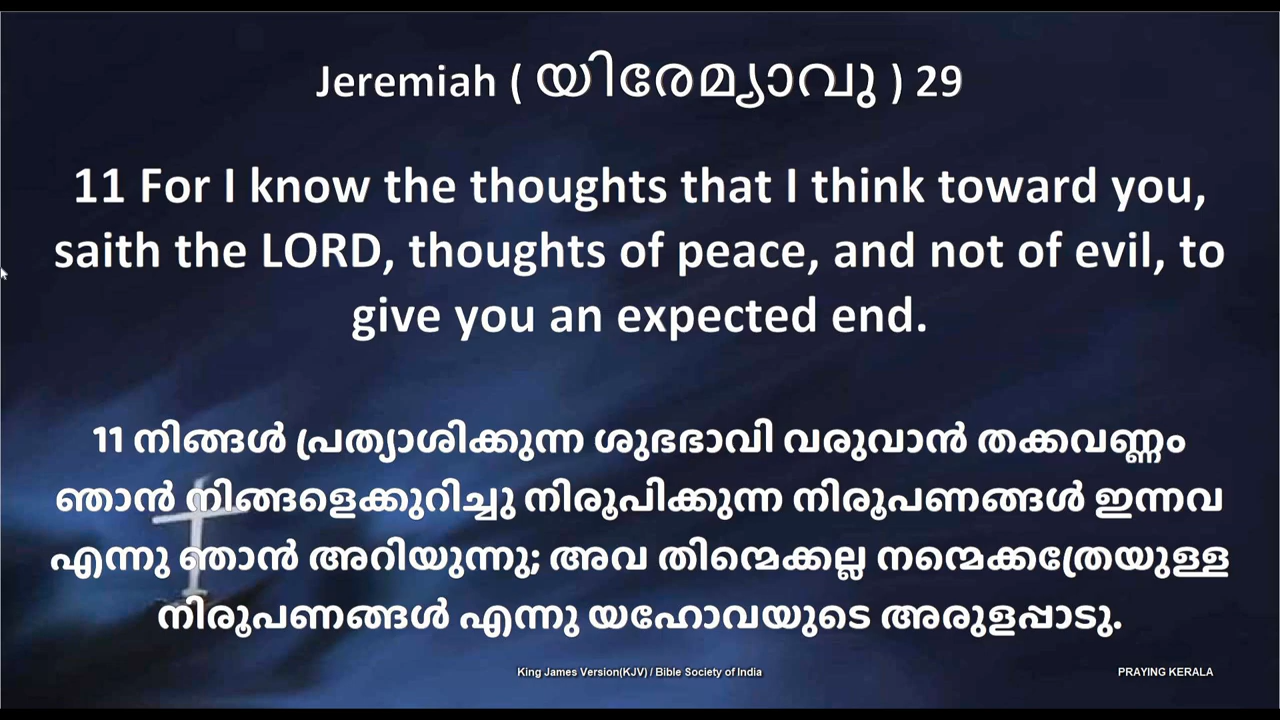 Jeremiah ( യിരേമ്യാവു ) 29
11 For I know the thoughts that I think toward you,
saith the LORD, thoughts of peace, and not of evil, to
give you an expected end.
11 നിങ്ങൾ പ്രത്യാശിക്കുന്ന ശുഭഭാവി വരുവാൻ തക്കവണ്ണം
ഞാൻ നിങ്ങളെക്കുറിച്ചു നിരൂപിക്കുന്ന നിരൂപണങ്ങൾ ഇന്നവ
എന്നു ഞാൻ അറിയുന്നു; അവ തിന്മെക്കല്ല നന്മെക്കത്രേയുള്ള
നിരൂപണങ്ങൾ എന്നു യഹോവയുടെ അരുളപ്പാടു.
King James Version(KJV) / Bible Society of India
PRAYING KERALA